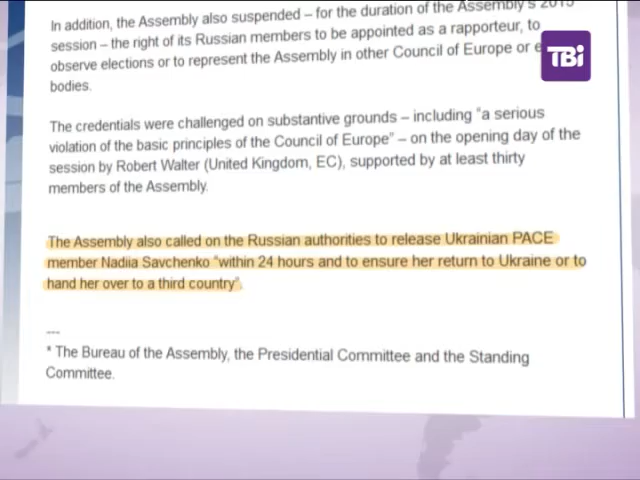 In addition, the Assembly also suspended – for the duration of the Assembly's 2015
session – the right of its Russian members to be appointed as a rapporteur, to
observe elections or to represent the Assembly in other Council of Europe or
bodies.
The credentials were challenged on substantive grounds – including "a serious
violation of the basic principles of the Council of Europe" – on the opening day of the
session by Robert Walter (United Kingdom, EC), supported by at least thirty
members of the Assembly.
The Assembly also called on the Russian authorities to release Ukrainian PACE
member Nadiia Savchenko "within 24 hours and to ensure her return to Ukraine or to
hand her over to a third country".
---
* The Bureau of the Assembly, the Presidential Committee and the Standing
Committee.
TBi